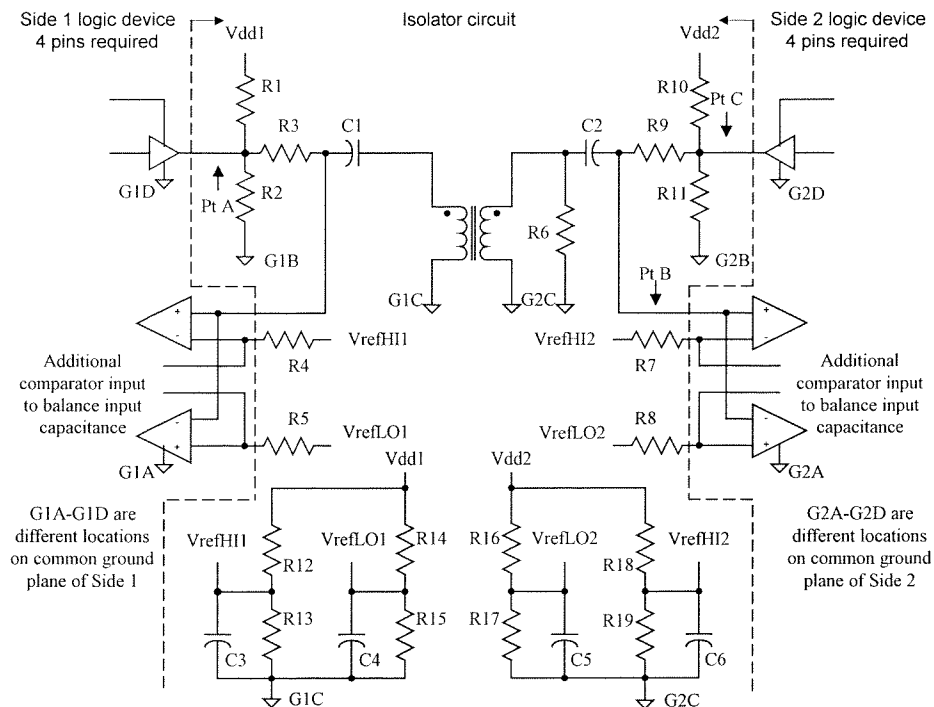 Side 1 logic device
4 pins required
Isolator circuit
Side 2 logic device
4 pins required
Vdd1
Vdd2
R1
R10
Pt C
R3
C1
C2
R9
G1D
R2
Pt A
R11
G2D
R6
G1B
G2B
G1C
G2C
Pt B
VrefHI1
VrefHI2
R4
R7
Additional
comparator input
to balance input
capacitance
Additional
comparator input
to balance input
capacitance
R5
R8
VrefLO1
VrefLO2
G1A
G2A
Vdd1
Vdd2
G1A-G1D are
different locations
on common ground
plane of Side 1
G2A-G2D are
different locations
on common ground
plane of Side 2
VrefHI1
VrefLO1
R14
R16
VrefLO2
VrefHI2
R12
R18
R13
R15
R17
R19
C3
C4
C5
C6
G1C
G2C